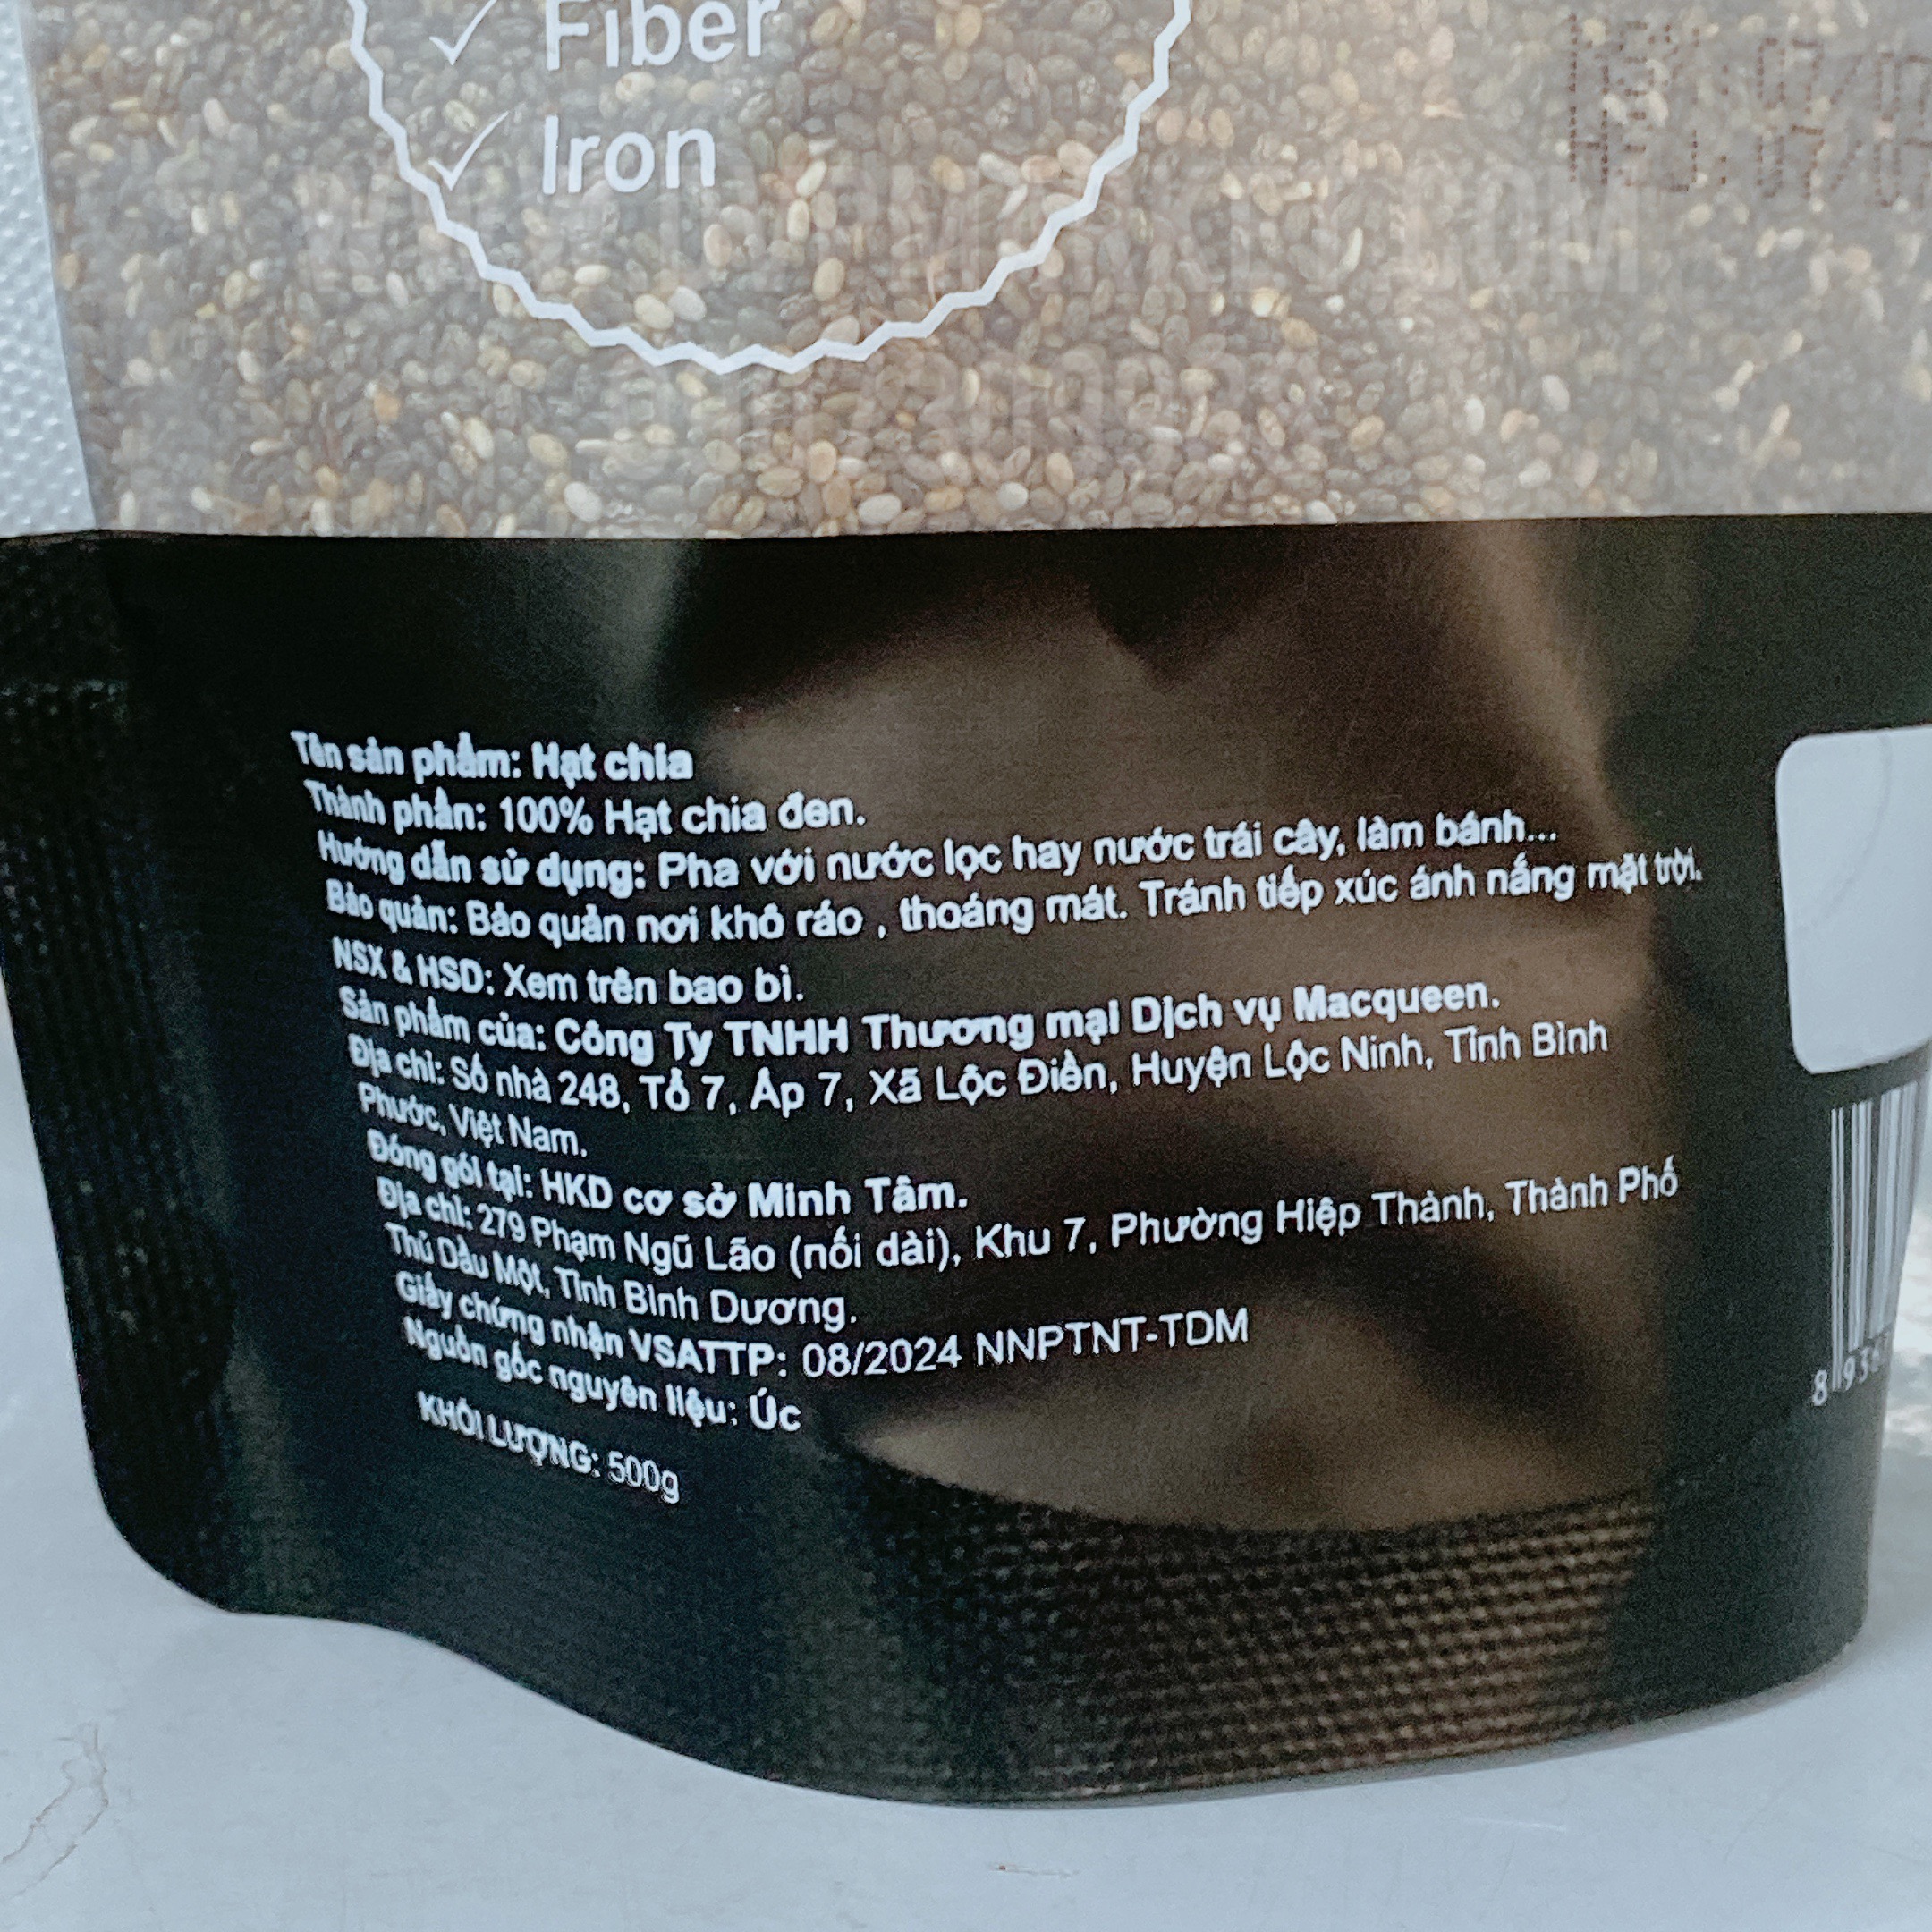 ✓ Fiber
✓ Iron
Tên sản phẩm: Hạt chia
Thành phần: 100% Hạt chia đen.
Hướng dẫn sử dụng: Pha với nước lọc hay nước trái cây, làm bánh...
Bảo quản: Bảo quản nơi khô ráo , thoáng mát. Tránh tiếp xúc ánh nắng mặt trời.
NSX & HSD: Xem trên bao bì.
Sản phẩm của: Công Ty TNHH Thương mại Dịch vụ Macqueen.
Địa chỉ: Số nhà 248, Tổ 7, Ấp 7, Xã Lộc Điền, Huyện Lộc Ninh, Tỉnh Bình
Phước, Việt Nam.
Đóng gói tại: HKD cơ sở Minh Tâm.
Địa chỉ: 279 Phạm Ngũ Lão (nối dài), Khu 7, Phường Hiệp Thành, Thành Phố
Thủ Dầu Một, Tỉnh Bình Dương.
Giấy chứng nhận VSATTP: 08/2024 NNPTNT-TDM
Nguồn gốc nguyên liệu: Úc
KHỐI LƯỢNG: 500g